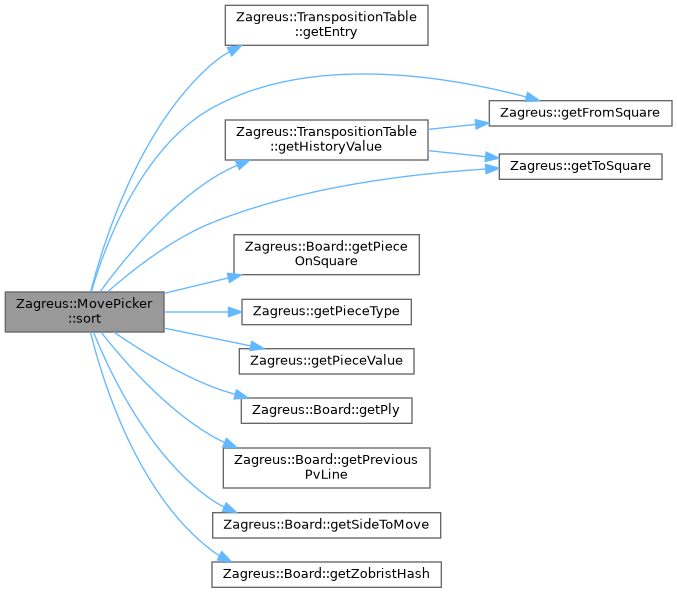 Zagreus::TranspositionTable
::getEntry
Zagreus::getFromSquare
Zagreus::TranspositionTable
::getHistoryValue
Zagreus::getToSquare
Zagreus::Board::getPiece
OnSquare
Zagreus::MovePicker
::sort
Zagreus::getPieceType
Zagreus::getPieceValue
Zagreus::Board::getPly
Zagreus::Board::getPrevious
PvLine
Zagreus::Board::getSideToMove
Zagreus::Board::getZobristHash